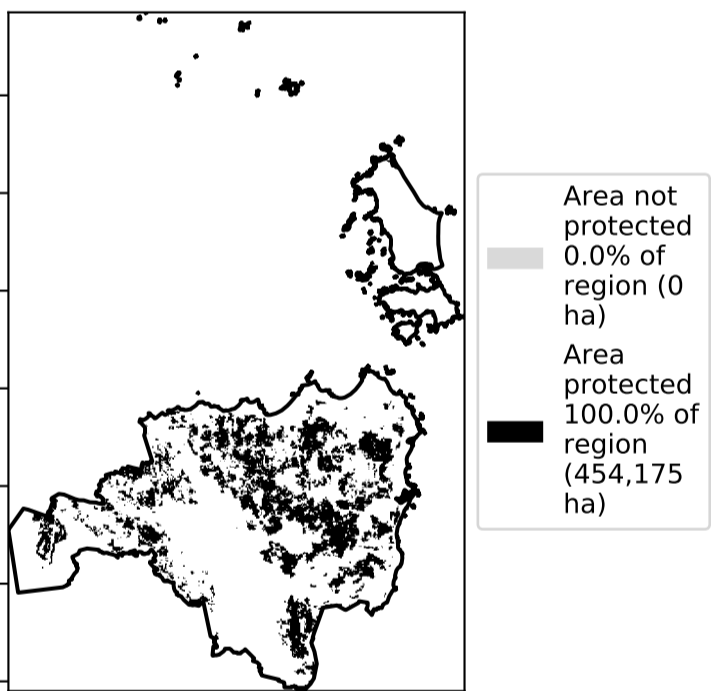 Area not
protected
0.0% of
region (0
ha)
Area
protected
100.0% of
region
(454,175
ha)